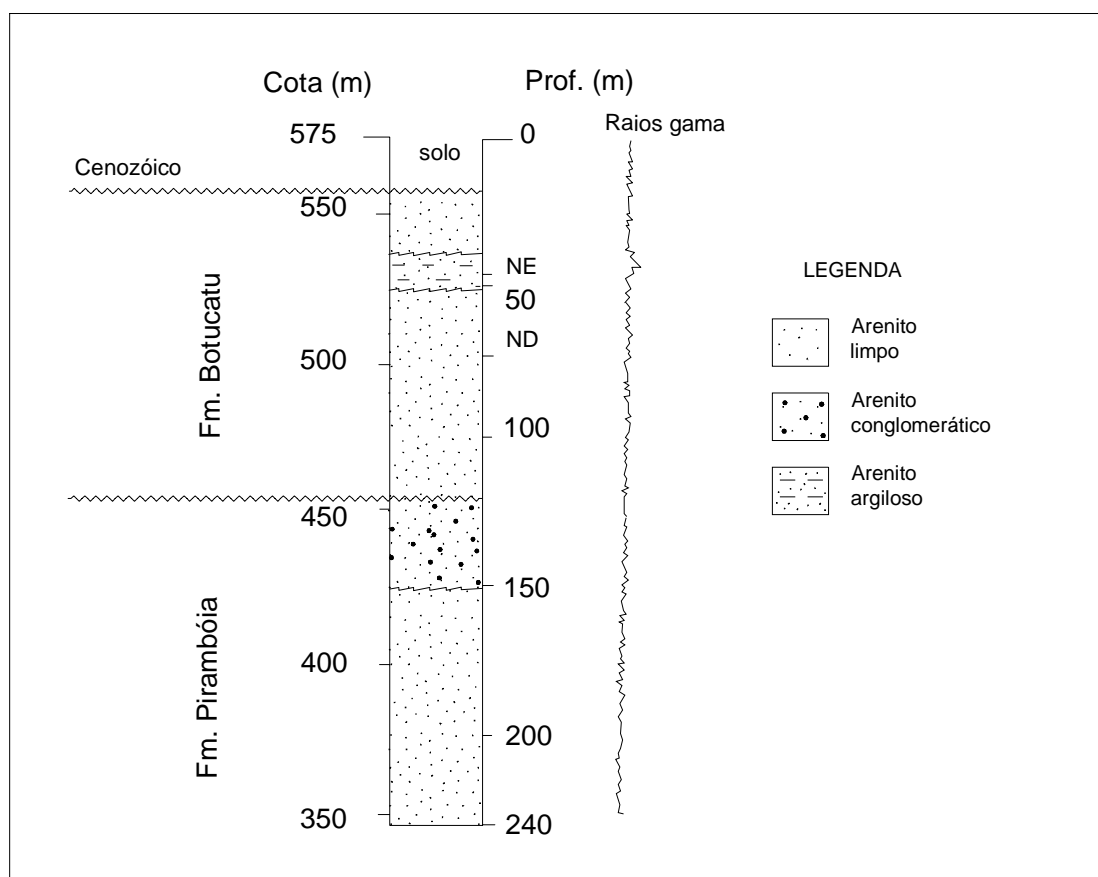 Cota (m)
Prof. (m)
575
0
Raios gama
solo
Cenozóico
550
NE
LEGENDA
50
Arenito
limpo
ND
500
Fm. Botucatu
Arenito
conglomerático
100
Arenito
argiloso
450
150
400
Fm. Pirambóia
200
350
240